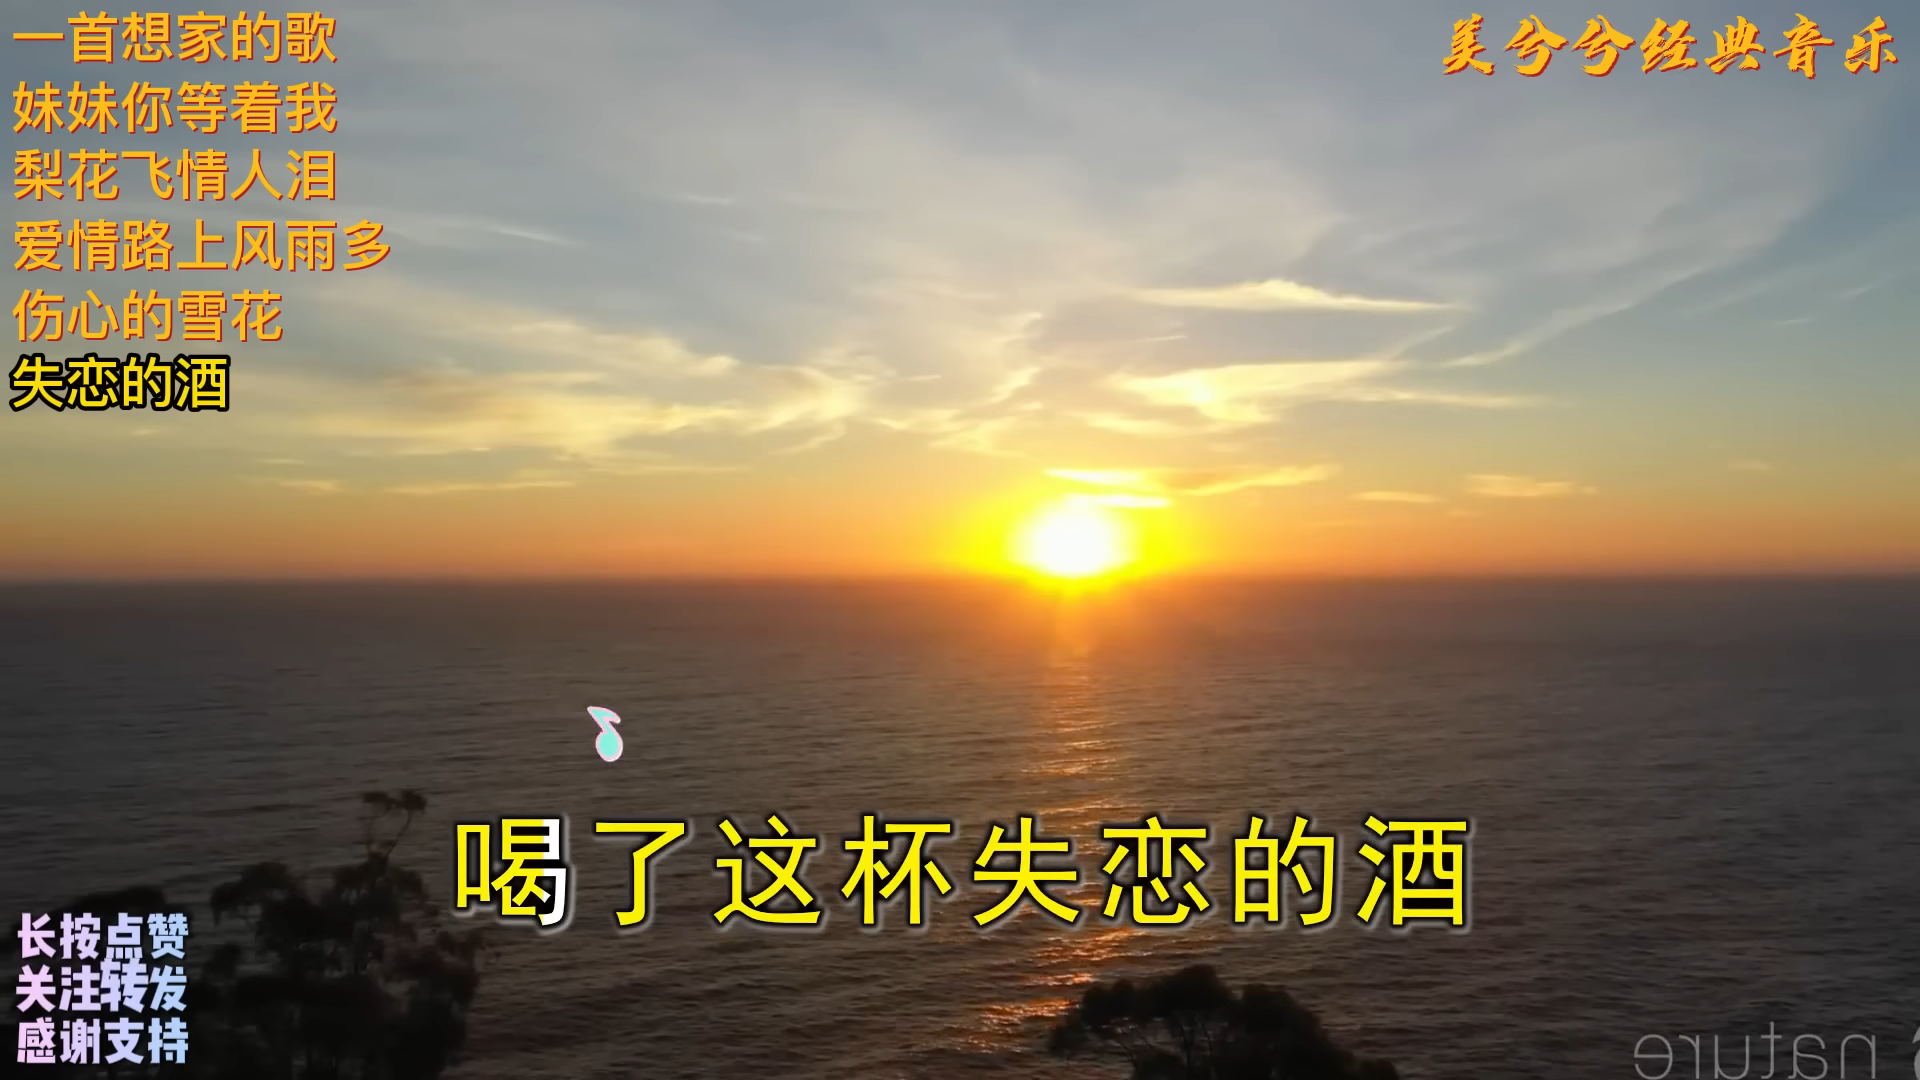 一首想家的歌
妹妹你等着我
梨花飞情人泪
爱情路上风雨多
伤心的雪花
失恋的酒
美兮兮经典音乐
喝了这杯失恋的酒
长按点赞
关注转发
感谢支持
nature